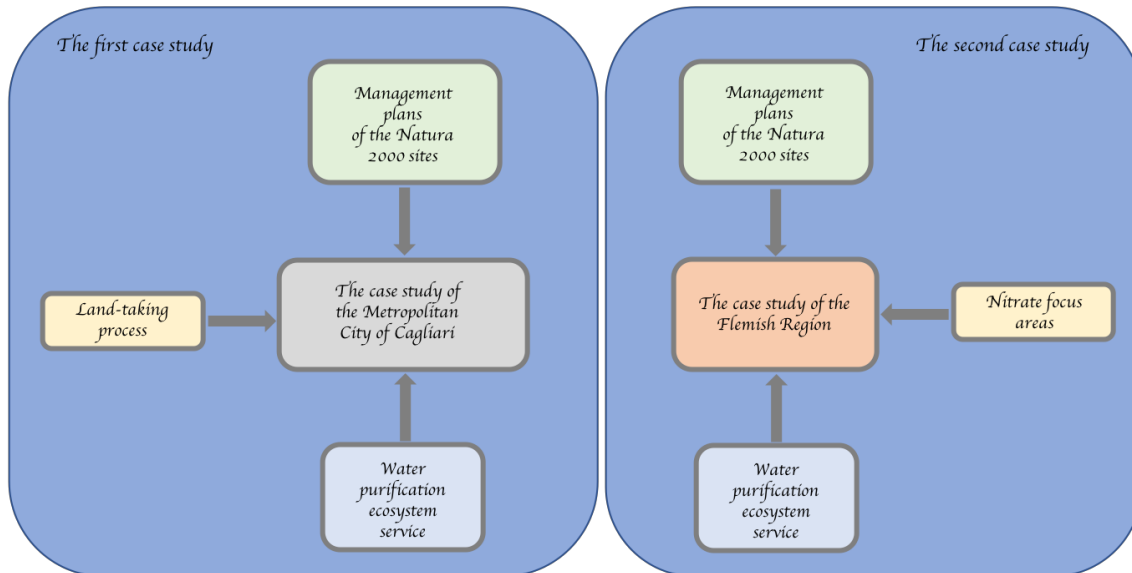 The first case study
Management
plans
of the Natura
2000 sites
Land-taking
process
The case study of
the Metropolitan
City of Cagliari
Water
purification
ecosystem
service
The second case study
Management
plans
of the Natura
2000 sites
The case study of the
Flemish Region
Nitrate focus
areas
Water
purification
ecosystem
service